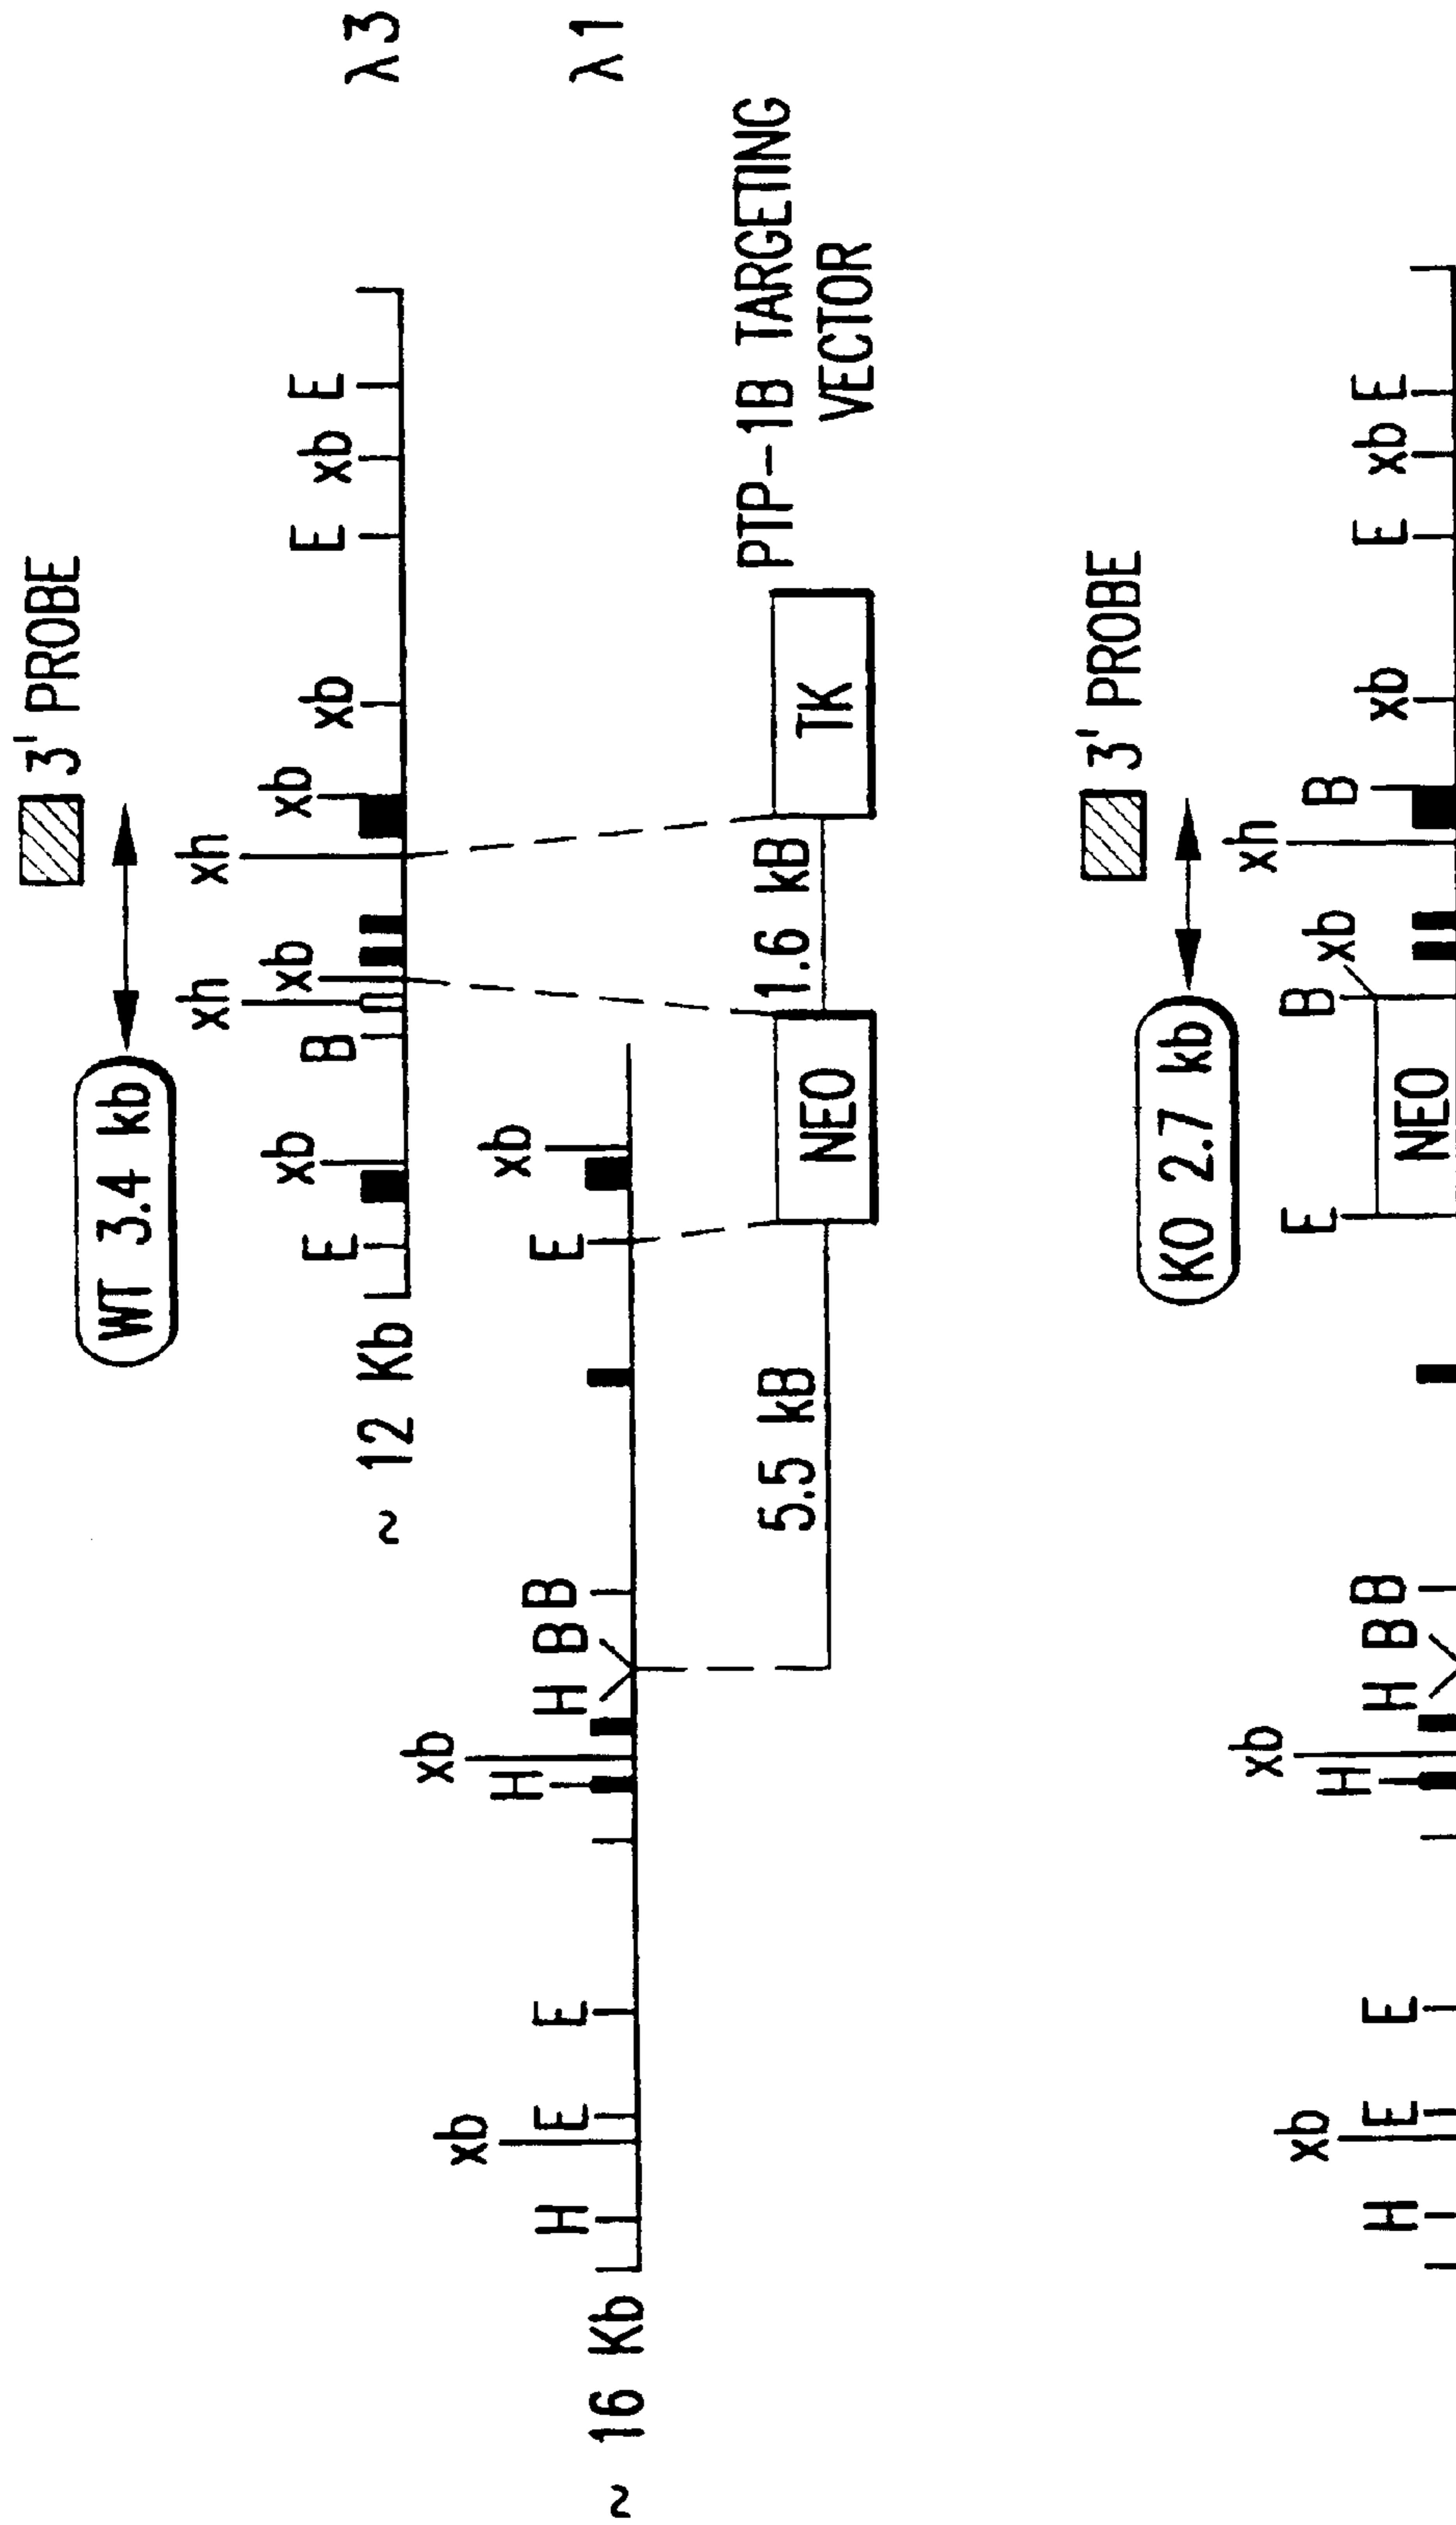 3' PROBE
WT 3.4 kb
xh xh
xb xb xb
E B xb E xb E
~ 12 Kb λ3
xb xb xb
H
H E E H B B E
~ 16 Kb λ1
PTP-1B TARGETING
VECTOR
5.5 kB 1.6 kB
NEO TK
3' PROBE
KO 2.7 kb
xb xb xh
H E B xb B
H E E H B B xb E xb E
NEO